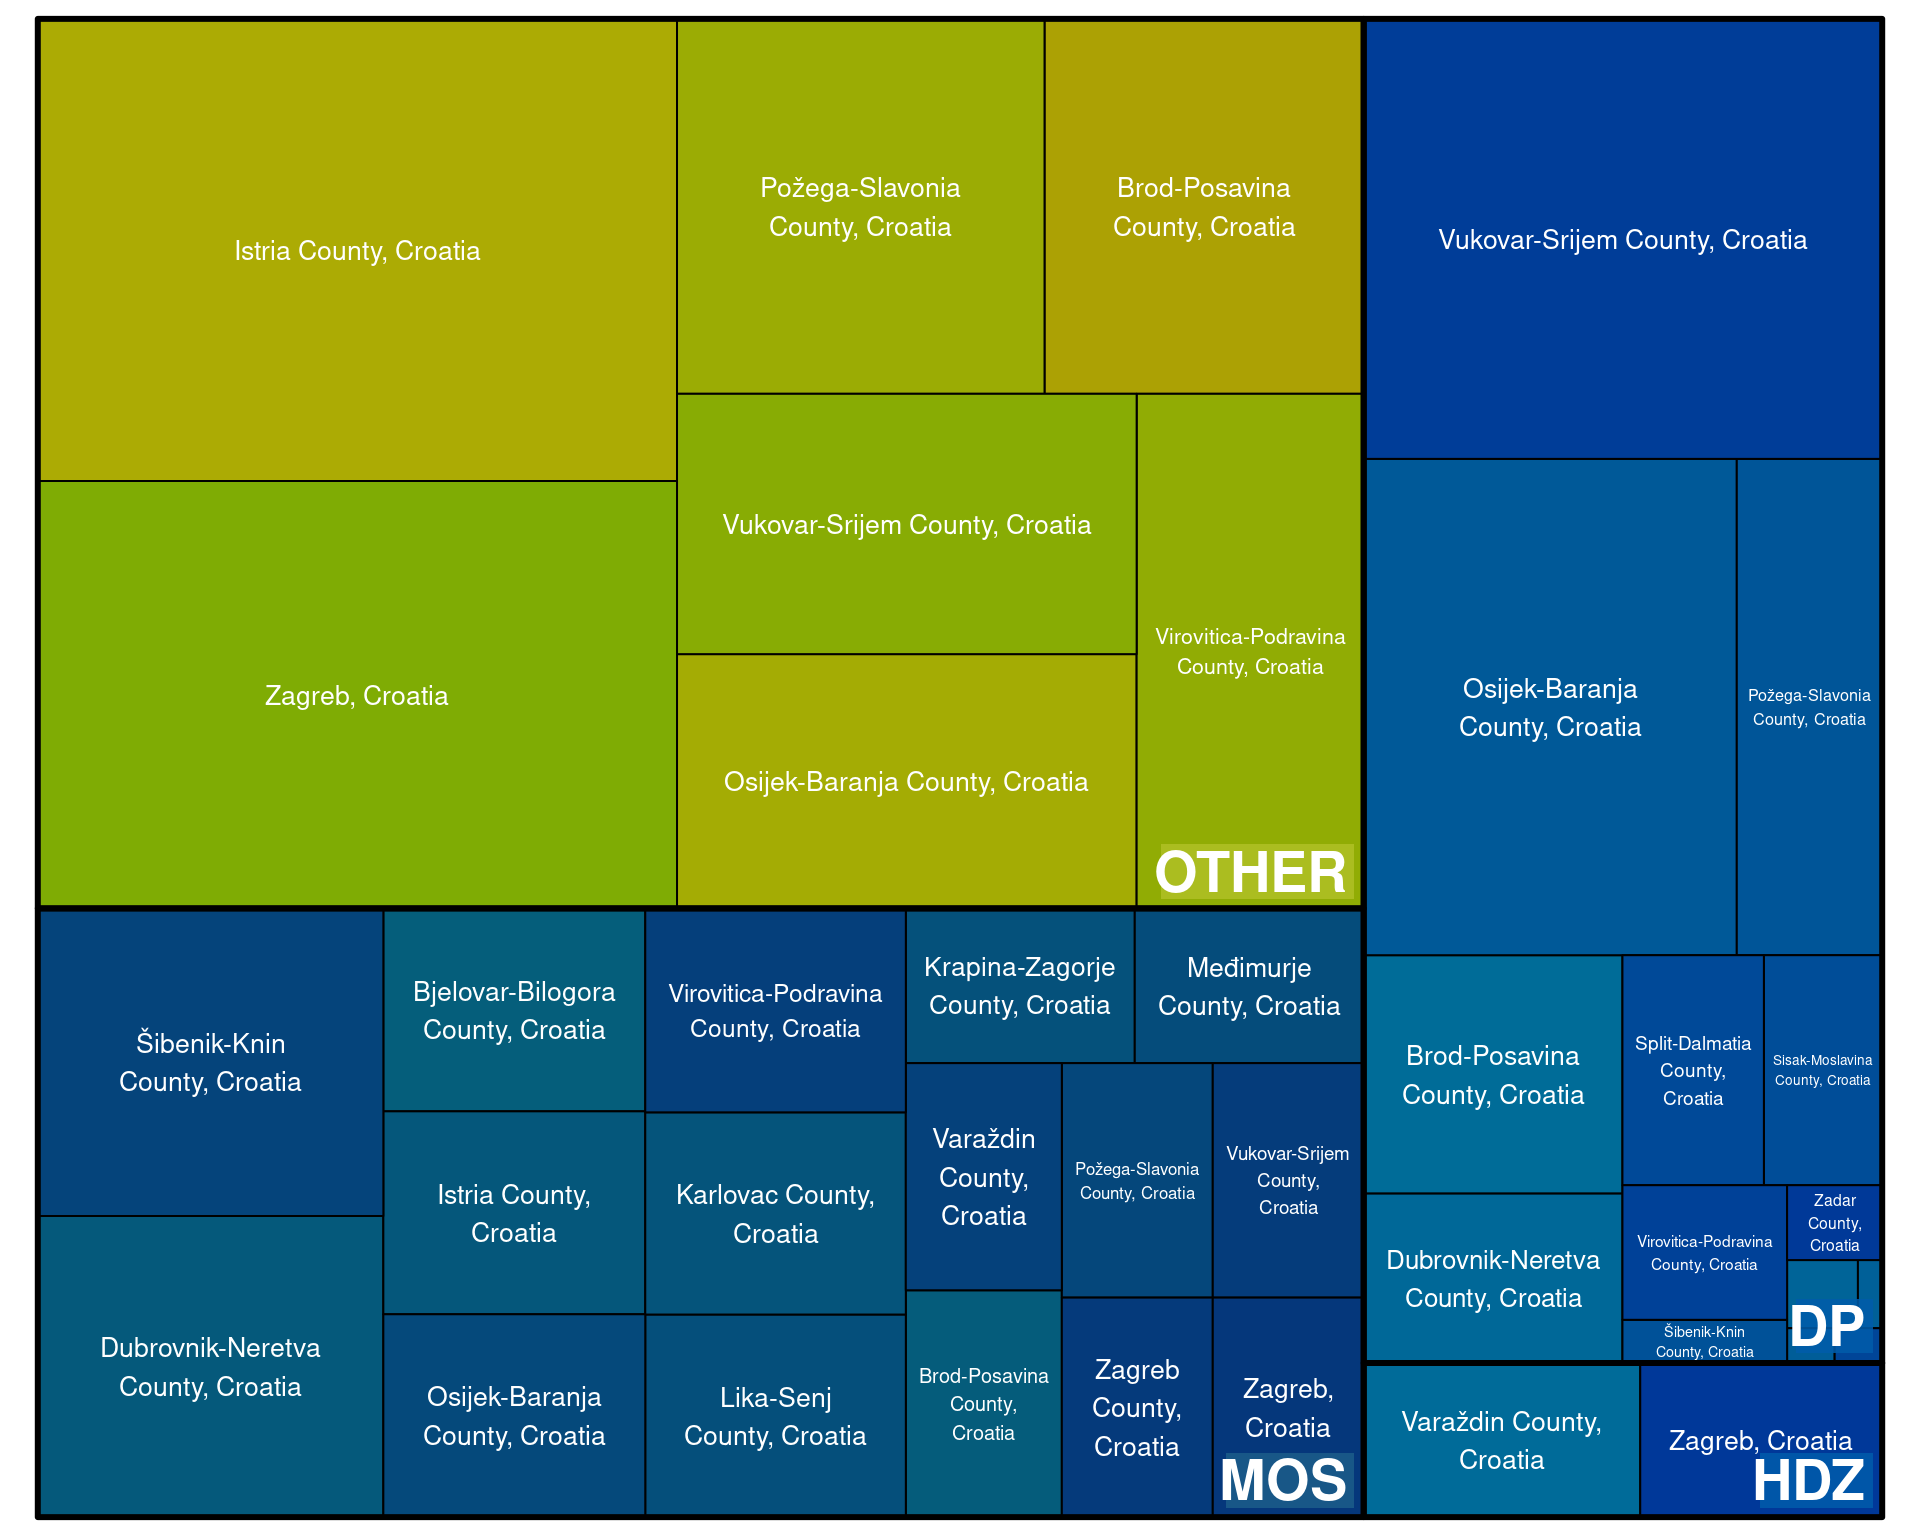 Istria County, Croatia
Zagreb, Croatia
Požega-Slavonia
County, Croatia
Brod-Posavina
County, Croatia
Vukovar-Srijem County, Croatia
Osijek-Baranja County, Croatia
Virovitica-Podravina
County, Croatia
OTHER
Šibenik-Knin
County, Croatia
Dubrovnik-Neretva
County, Croatia
Bjelovar-Bilogora
County, Croatia
Istria County,
Croatia
Osijek-Baranja
County, Croatia
Virovitica-Podravina
County, Croatia
Karlovac County,
Croatia
Lika-Senj
County, Croatia
Krapina-Zagorje
County, Croatia
Međimurje
County, Croatia
Varaždin
County,
Croatia
Brod-Posavina
County,
Croatia
Požega-Slavonia
County, Croatia
Vukovar-Srijem
County,
Croatia
Zagreb
County,
Croatia
Zagreb,
Croatia
MOS
Vukovar-Srijem County, Croatia
Osijek-Baranja
County, Croatia
Požega-Slavonia
County, Croatia
Brod-Posavina
County, Croatia
Dubrovnik-Neretva
County, Croatia
Split-Dalmatia
County,
Croatia
Sisak-Moslavina
County, Croatia
Virovitica-Podravina
County, Croatia
Zadar
County,
Croatia
Šibenik-Knin
County, Croatia
DP
Varaždin County,
Croatia
Zagreb, Croatia
HDZ